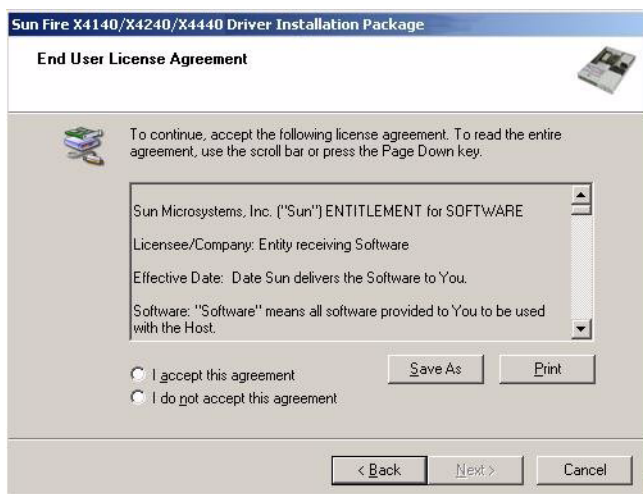 Sun Fire X4140/X4240/X4440 Driver Installation Package
End User License Agreement
To continue, accept the following license agreement. To read the entire
agreement, use the scroll bar or press the Page Down key.
Sun Microsystems, Inc. ("Sun") ENTITLEMENT for SOFTWARE
Licensee/Company: Entity receiving Software
Effective Date:  Date Sun delivers the Software to You.
Software: "Software" means all software provided to You to be used
with the Host.
I accept this agreement
Save As
Print
I do not accept this agreement
< Back
Next >
Cancel